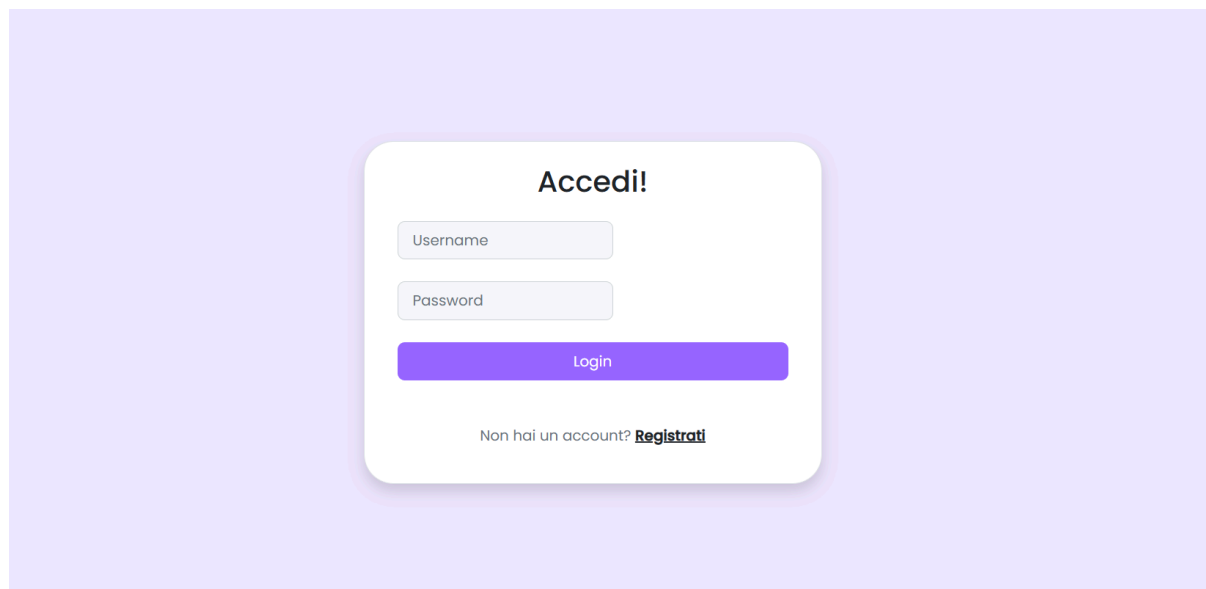 Accedi!
Username
Password
Login
Non hai un account? Registrati